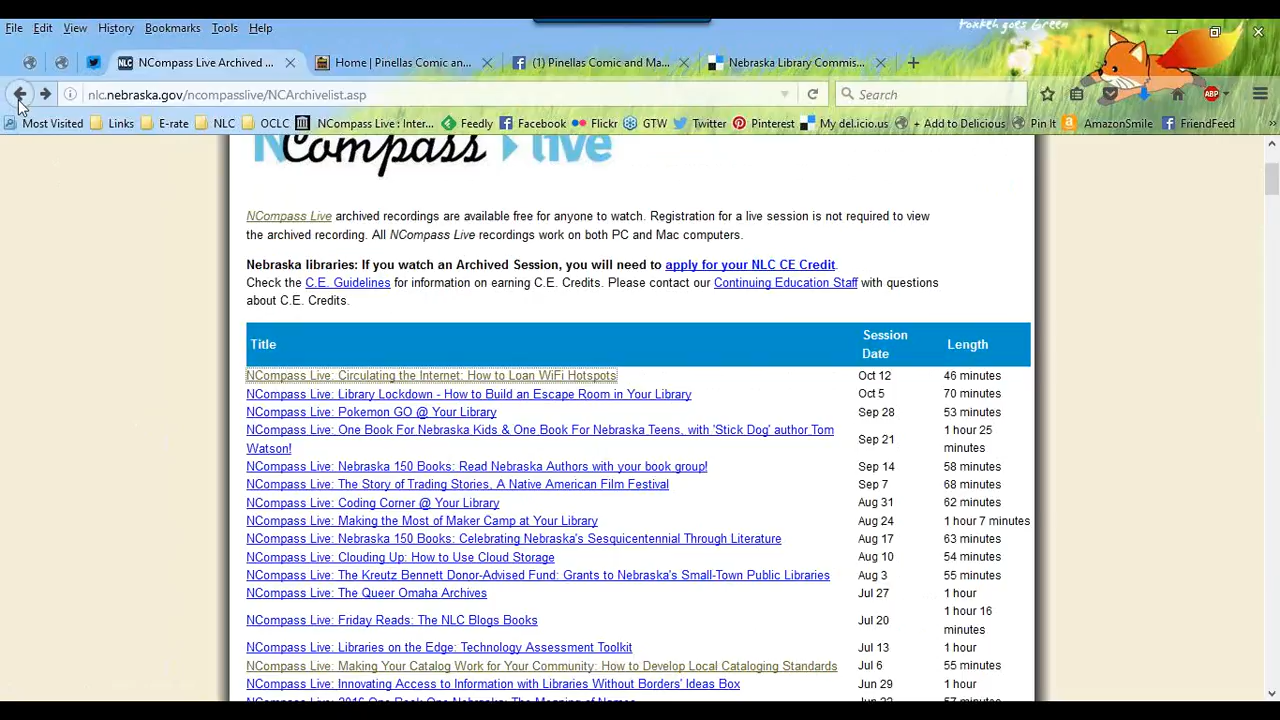 File Edit View History Bookmarks Tools Help
foxkeh goes Green
NCompass Live Archived ... Home | Pinellas Comic an... (1) Pinellas Comic and Ma... Nebraska Library Commis...
nlc.nebraska.gov/ncompasslive/NCArchivelist.asp Search
Most Visited Links E-rate NLC OCLC NCompass Live : Inter... Feedly Facebook Flickr GTW Twitter Pinterest My del.icio.us + Add to Delicious Pin It AmazonSmile FriendFeed
NCompass live
NCompass Live archived recordings are available free for anyone to watch. Registration for a live session is not required to view
the archived recording. All NCompass Live recordings work on both PC and Mac computers.
Nebraska libraries: If you watch an Archived Session, you will need to apply for your NLC CE Credit.
Check the C.E. Guidelines for information on earning C.E. Credits. Please contact our Continuing Education Staff with questions
about C.E. Credits.
Title Session Date Length
NCompass Live: Circulating the Internet: How to Loan WiFi Hotspots Oct 12 46 minutes
NCompass Live: Library Lockdown - How to Build an Escape Room in Your Library Oct 5 70 minutes
NCompass Live: Pokemon GO @ Your Library Sep 28 53 minutes
NCompass Live: One Book For Nebraska Kids & One Book For Nebraska Teens, with 'Stick Dog' author Tom
Watson! Sep 21 1 hour 25 minutes
NCompass Live: Nebraska 150 Books: Read Nebraska Authors with your book group! Sep 14 58 minutes
NCompass Live: The Story of Trading Stories, A Native American Film Festival Sep 7 68 minutes
NCompass Live: Coding Corner @ Your Library Aug 31 62 minutes
NCompass Live: Making the Most of Maker Camp at Your Library Aug 24 1 hour 7 minutes
NCompass Live: Nebraska 150 Books: Celebrating Nebraska's Sesquicentennial Through Literature Aug 17 63 minutes
NCompass Live: Clouding Up: How to Use Cloud Storage Aug 10 54 minutes
NCompass Live: The Kreutz Bennett Donor-Advised Fund: Grants to Nebraska's Small-Town Public Libraries Aug 3 55 minutes
NCompass Live: The Queer Omaha Archives Jul 27 1 hour
NCompass Live: Friday Reads: The NLC Blogs Books Jul 20 1 hour 16 minutes
NCompass Live: Libraries on the Edge: Technology Assessment Toolkit Jul 13 1 hour
NCompass Live: Making Your Catalog Work for Your Community: How to Develop Local Cataloging Standards Jul 6 55 minutes
NCompass Live: Innovating Access to Information with Libraries Without Borders' Ideas Box Jun 29 1 hour